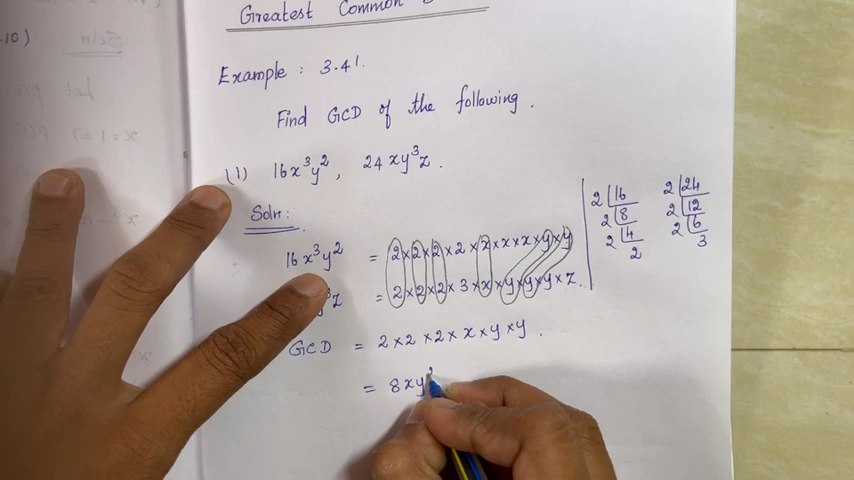 Greatest Common
Example : 3.41.
Find GCD of the following .
(1) 16x³y² , 24xy³z .
Soln :
16x³y² = 2×2×2×2×x×x×x×y×y
³z = 2×2×2×3×x×y×y×y×z.
GCD = 2×2×2×x×y×y .
= 8xy²
2 16
2 8
2 4
2
2 24
2 12
2 6
3